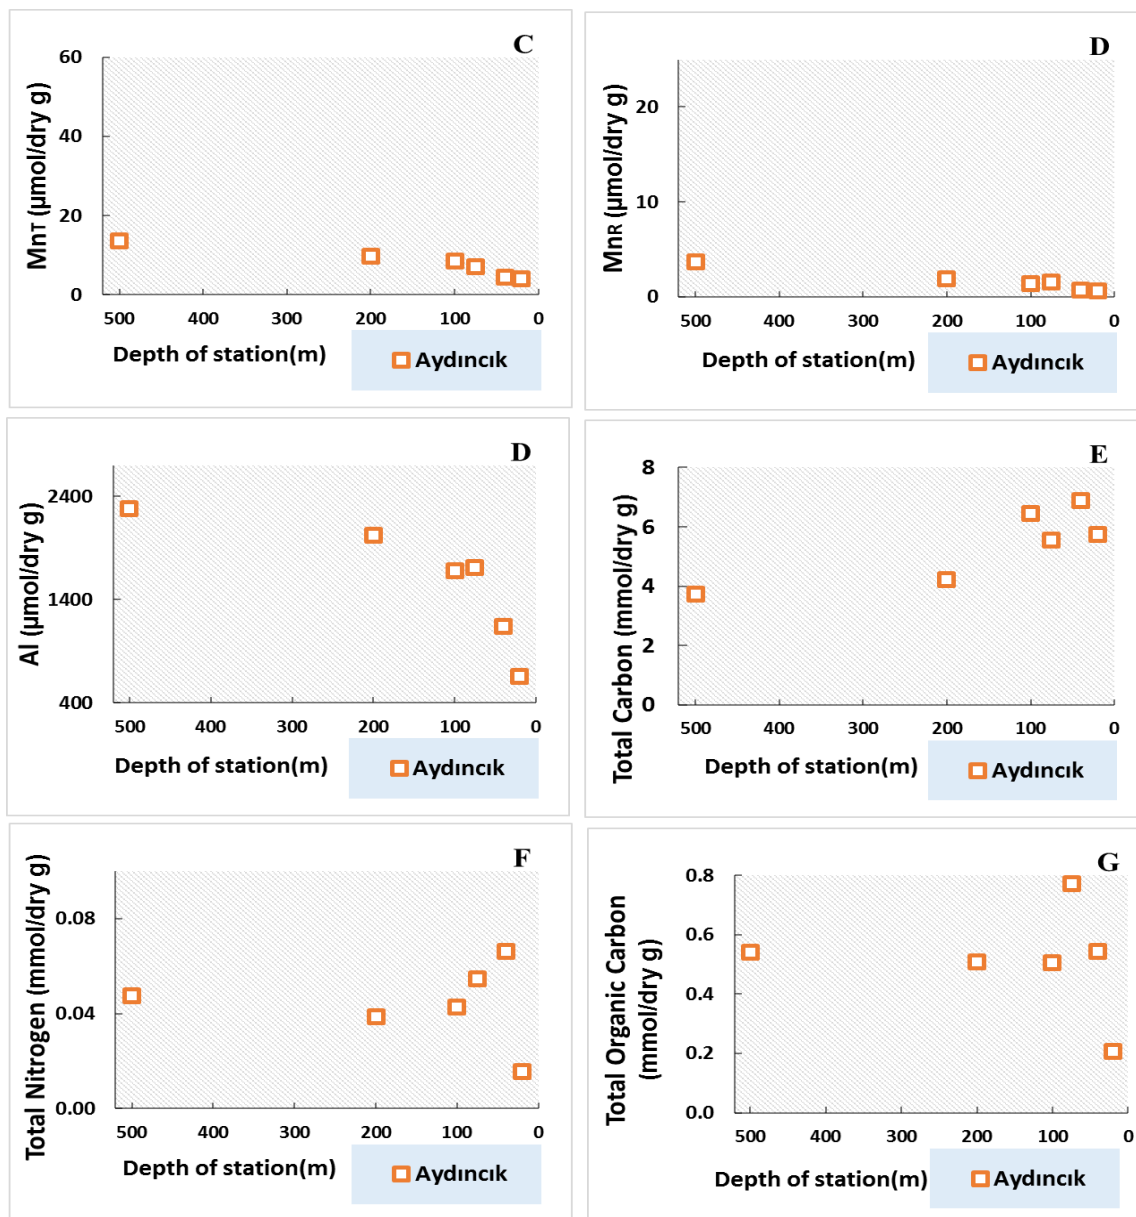 C
MnT (µmol/dry g)
60
40
20
0
500 400 300 200 100 0
Depth of station(m)
Aydıncık
D
MnR (µmol/dry g)
20
10
0
500 400 300 200 100 0
Depth of station(m)
Aydıncık
D
Al (µmol/dry g)
2400
1400
400
500 400 300 200 100 0
Depth of station(m)
Aydıncık
E
Total Carbon (mmol/dry g)
8
6
4
2
0
500 400 300 200 100 0
Depth of station(m)
Aydıncık
F
Total Nitrogen (mmol/dry g)
0.08
0.04
0.00
500 400 300 200 100 0
Depth of station(m)
Aydıncık
G
Total Organic Carbon
(mmol/dry g)
0.8
0.6
0.4
0.2
0.0
500 400 300 200 100 0
Depth of station(m)
Aydıncık